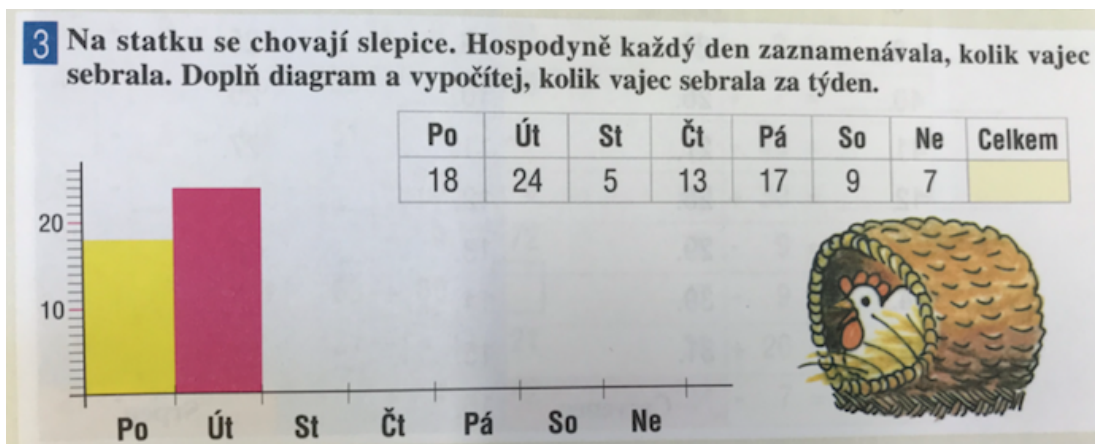 3 Na statku se chovají slepice. Hospodyně každý den zaznamenávala, kolik vajec
sebrala. Doplň diagram a vypočítej, kolik vajec sebrala za týden.
Po Út St Čt Pá So Ne Celkem
18 24 5 13 17 9 7
20
10
Po Út St Čt Pá So Ne